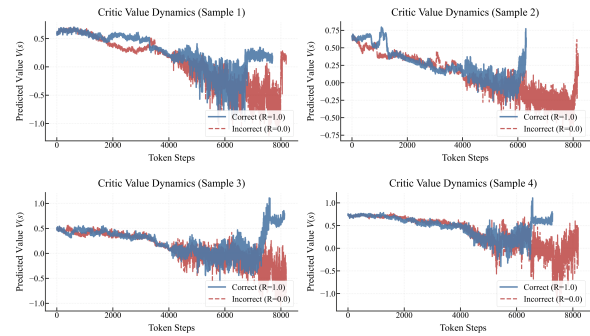 Critic Value Dynamics (Sample 1)
Predicted Value V(s)
0.5
0.0
−0.5
−1.0
0
2000
4000
6000
8000
Token Steps
Correct (R=1.0)
Incorrect (R=0.0)
Critic Value Dynamics (Sample 2)
Predicted Value V(s)
0.75
0.50
0.25
0.00
−0.25
−0.50
−0.75
0
2000
4000
6000
8000
Token Steps
Correct (R=1.0)
Incorrect (R=0.0)
Critic Value Dynamics (Sample 3)
Predicted Value V(s)
1.0
0.5
0.0
−0.5
−1.0
0
2000
4000
6000
8000
Token Steps
Correct (R=1.0)
Incorrect (R=0.0)
Critic Value Dynamics (Sample 4)
Predicted Value V(s)
1.0
0.5
0.0
−0.5
−1.0
0
2000
4000
6000
8000
Token Steps
Correct (R=1.0)
Incorrect (R=0.0)